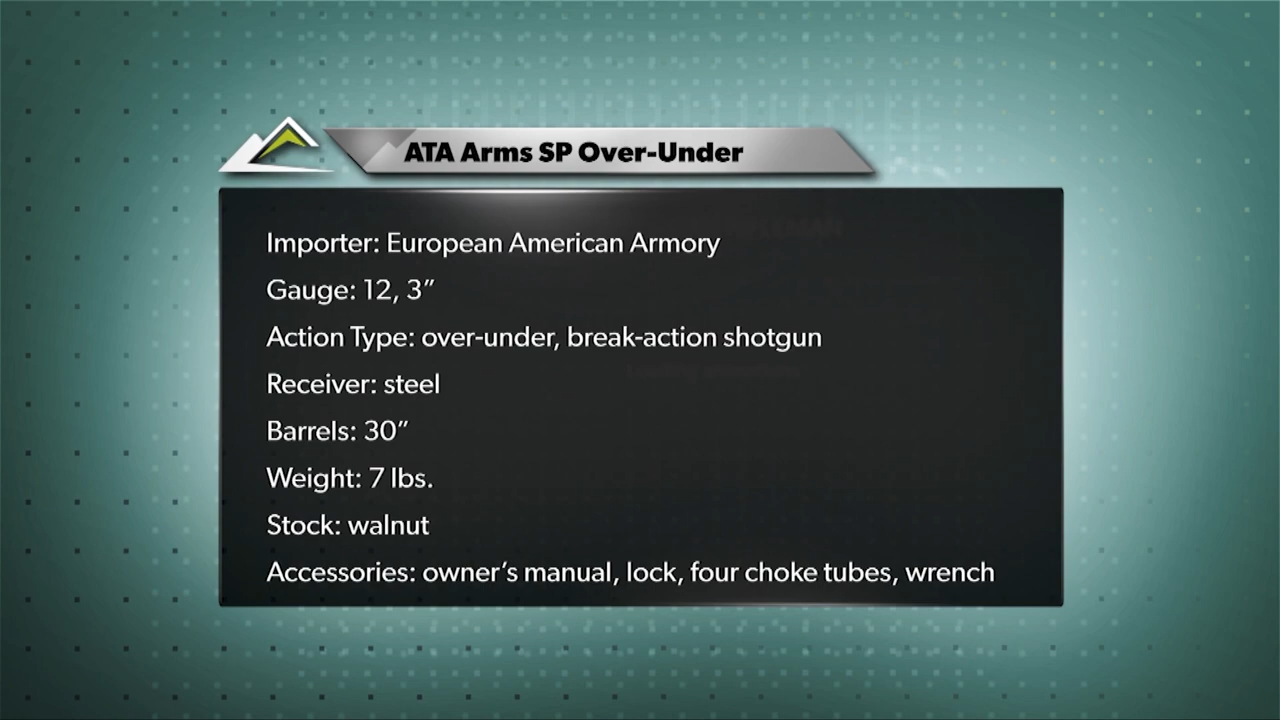 ATA Arms SP Over-Under
Importer: European American Armory
Gauge: 12, 3”
Action Type: over-under, break-action shotgun
Receiver: steel
Barrels: 30”
Weight: 7 lbs.
Stock: walnut
Accessories: owner’s manual, lock, four choke tubes, wrench